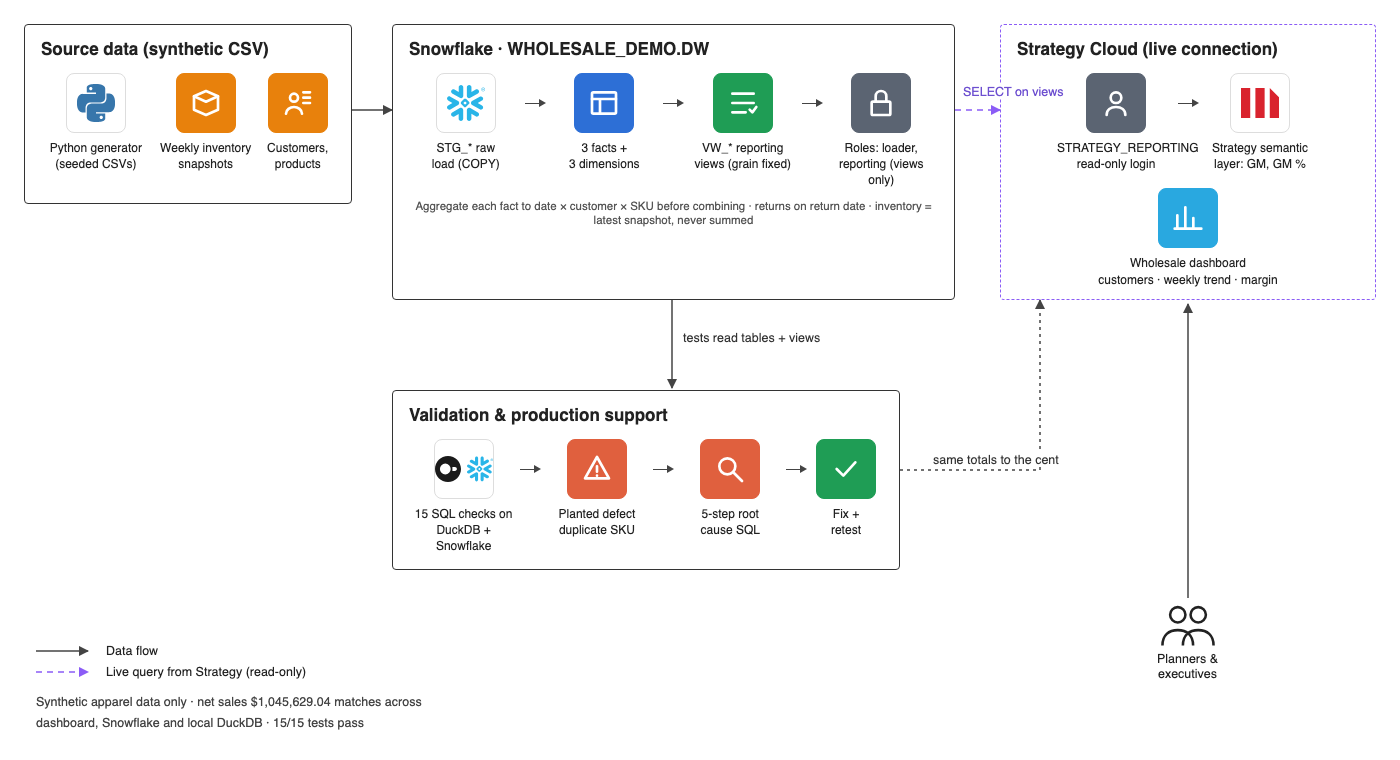 Source data (synthetic CSV)
Python generator
(seeded CSVs)
Weekly inventory
snapshots
Customers,
products
Snowflake · WHOLESALE_DEMO.DW
STG_* raw
load (COPY)
3 facts +
3 dimensions
VW_* reporting
views (grain fixed)
Roles: loader,
reporting (views
only)
Aggregate each fact to date × customer × SKU before combining · returns on return date · inventory =
latest snapshot, never summed
SELECT on views
Strategy Cloud (live connection)
STRATEGY_REPORTING
read-only login
Strategy semantic
layer: GM, GM %
Wholesale dashboard
customers · weekly trend · margin
tests read tables + views
Validation & production support
15 SQL checks on
DuckDB +
Snowflake
Planted defect
duplicate SKU
5-step root
cause SQL
Fix +
retest
same totals to the cent
Planners &
executives
Data flow
Live query from Strategy (read-only)
Synthetic apparel data only · net sales $1,045,629.04 matches across
dashboard, Snowflake and local DuckDB · 15/15 tests pass